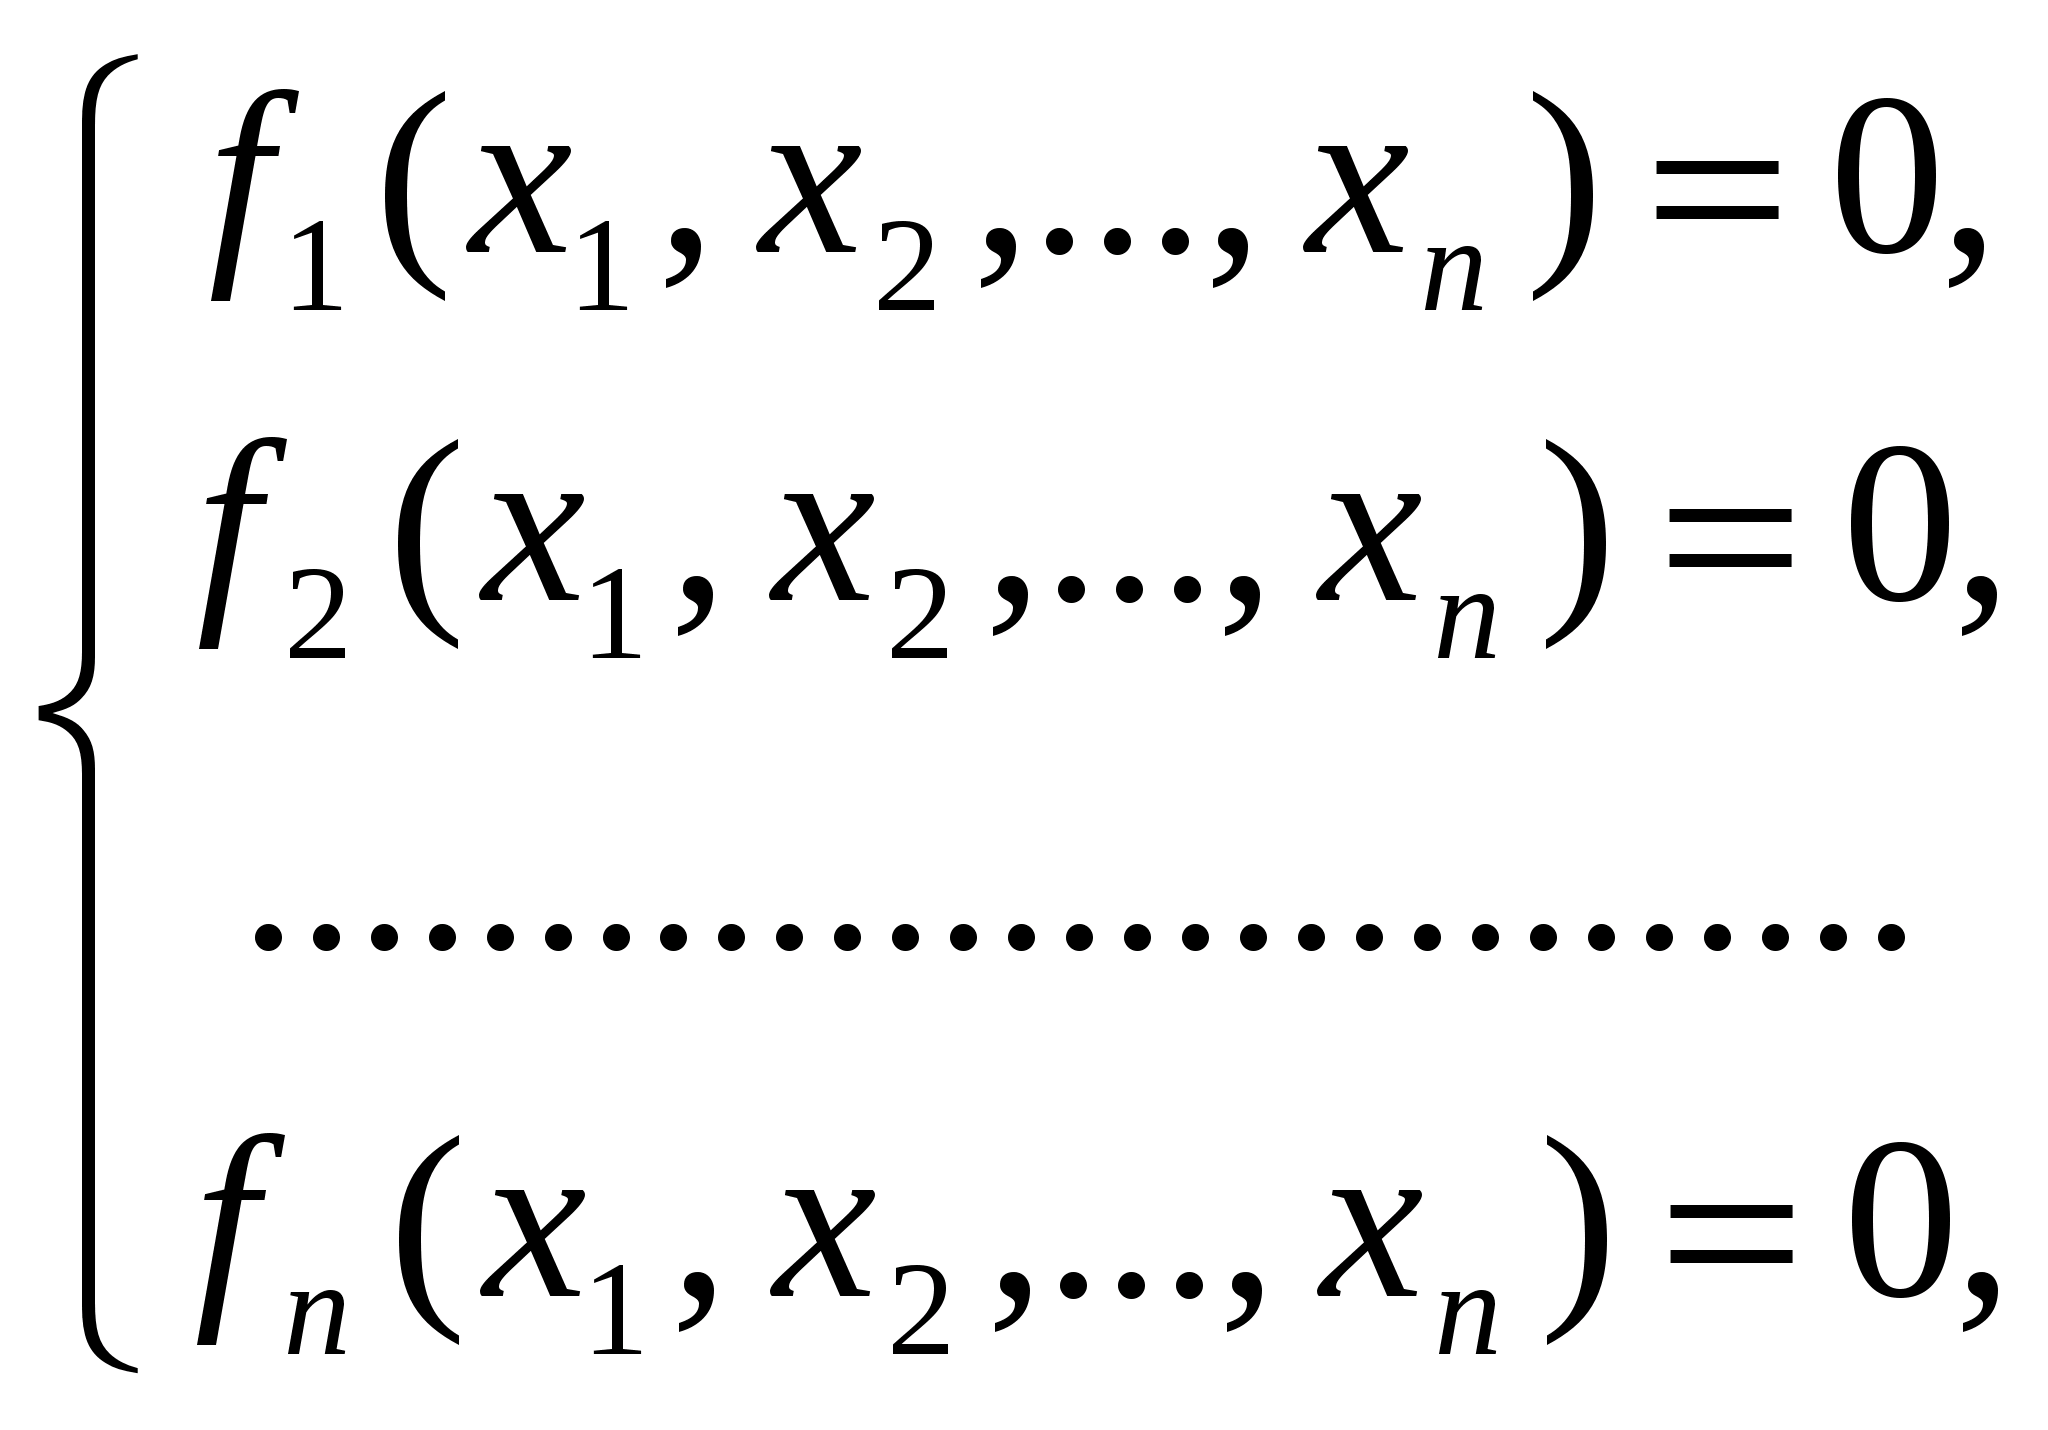 f₁(x₁, x₂,..., xₙ) = 0,
f₂(x₁, x₂,..., xₙ) = 0,
.............................
fₙ(x₁, x₂,..., xₙ) = 0,